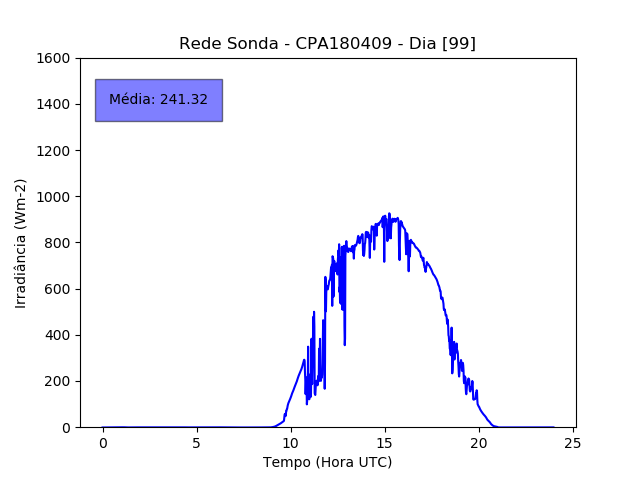 Rede Sonda - CPA180409 - Dia [99]
1600
1400
1200
1000
800
600
400
200
0
Irradiância (Wm-2)
Média: 241.32
0 5 10 15 20 25
Tempo (Hora UTC)